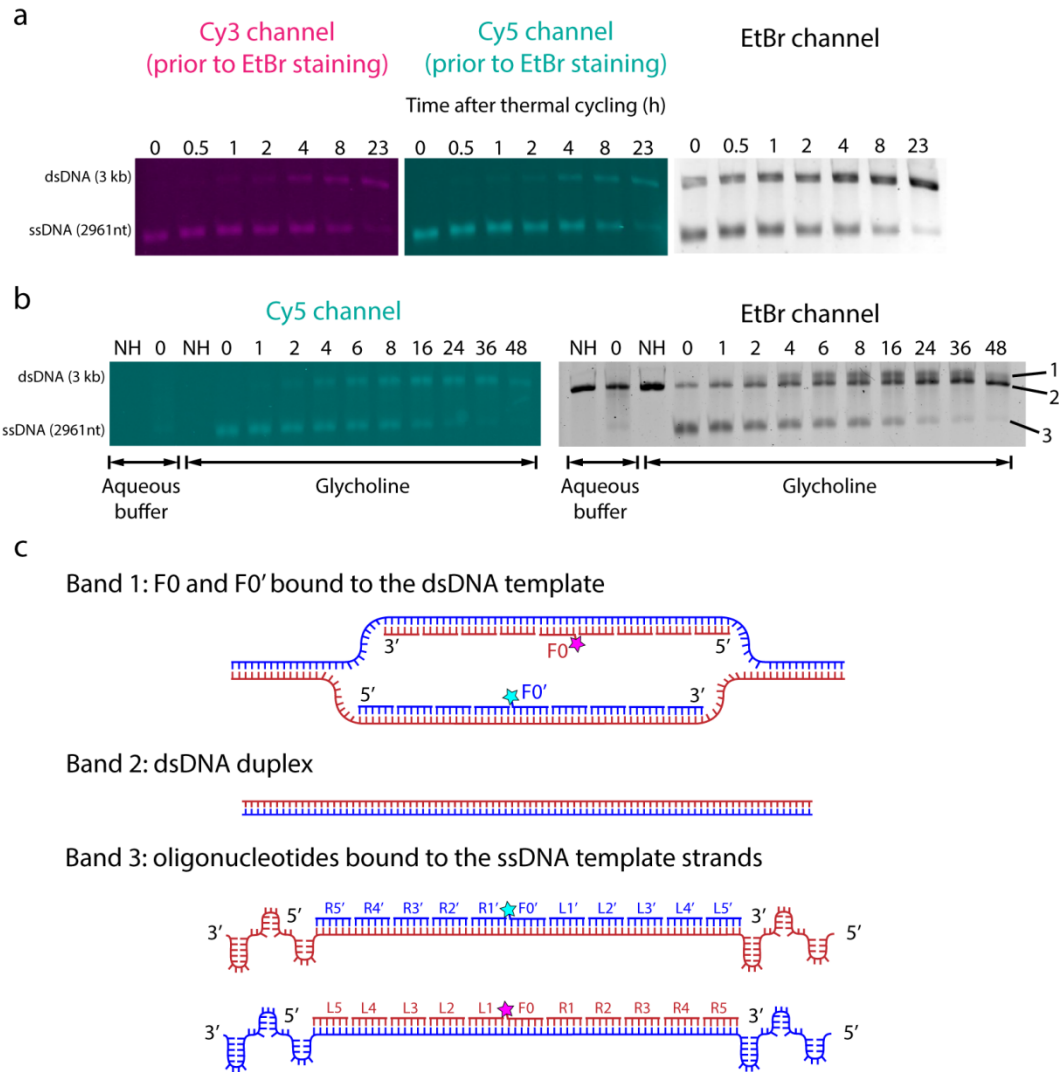 a
Cy3 channel
(prior to EtBr staining)
Cy5 channel
(prior to EtBr staining)
EtBr channel
Time after thermal cycling (h)
0 0.5 1 2 4 8 23
0 0.5 1 2 4 8 23
0 0.5 1 2 4 8 23
dsDNA (3 kb)
ssDNA (2961nt)
b
Cy5 channel
EtBr channel
NH 0 NH 0 1 2 4 6 8 16 24 36 48
NH 0 NH 0 1 2 4 6 8 16 24 36 48
dsDNA (3 kb)
ssDNA (2961nt)
1
2
3
Aqueous
buffer
Glycholine
Aqueous
buffer
Glycholine
c
Band 1: F0 and F0' bound to the dsDNA template
3' F0 5'
5' F0' 3'
Band 2: dsDNA duplex
Band 3: oligonucleotides bound to the ssDNA template strands
R5' R4' R3' R2' R1' F0' L1' L2' L3' L4' L5'
3' 5' 3' 5'
L5 L4 L3 L2 L1 F0 R1 R2 R3 R4 R5
3' 5' 3' 5'